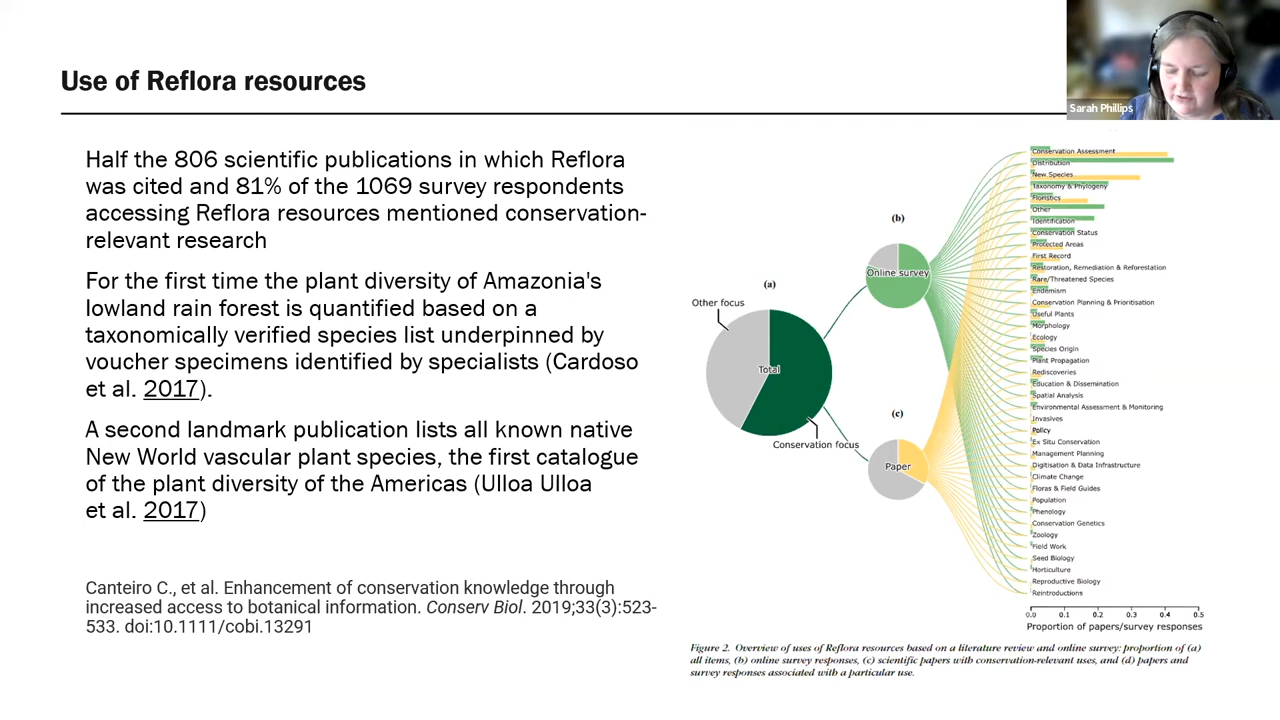 Use of Reflora resources
Sarah Phillips
Half the 806 scientific publications in which Reflora
was cited and 81% of the 1069 survey respondents
accessing Reflora resources mentioned conservation-
relevant research
For the first time the plant diversity of Amazonia's
lowland rain forest is quantified based on a
taxonomically verified species list underpinned by
voucher specimens identified by specialists (Cardoso
et al. 2017).
A second landmark publication lists all known native
New World vascular plant species, the first catalogue
of the plant diversity of the Americas (Ulloa Ulloa
et al. 2017)
Canteiro C., et al. Enhancement of conservation knowledge through
increased access to botanical information. Conserv Biol. 2019;33(3):523-
533. doi:10.1111/cobi.13291
(a)
Other focus
Total
Conservation focus
(b)
Online survey
(c)
Paper
Conservation Assessment
Distribution
New Species
Taxonomy & Phylogeny
Floristics
Other
Identification
Conservation Status
Protected Areas
First Record
Restoration, Remediation & Reforestation
Rare/Threatened Species
Endemism
Conservation Planning & Prioritisation
Useful Plants
Morphology
Ecology
Species Origin
Plant Propagation
Rediscoveries
Education & Dissemination
Spatial Analysis
Environmental Assessment & Monitoring
Invasives
Policy
Ex Situ Conservation
Management Planning
Digitisation & Data Infrastructure
Climate Change
Floras & Field Guides
Population
Phenology
Conservation Genetics
Zoology
Field Work
Seed Biology
Horticulture
Reproductive Biology
Reintroductions
0.0 0.1 0.2 0.3 0.4 0.5
Proportion of papers/survey responses
Figure 2. Overview of uses of Reflora resources based on a literature review and online survey: proportion of (a)
all items, (b) online survey responses, (c) scientific papers with conservation-relevant uses, and (d) papers and
survey responses associated with a particular use.